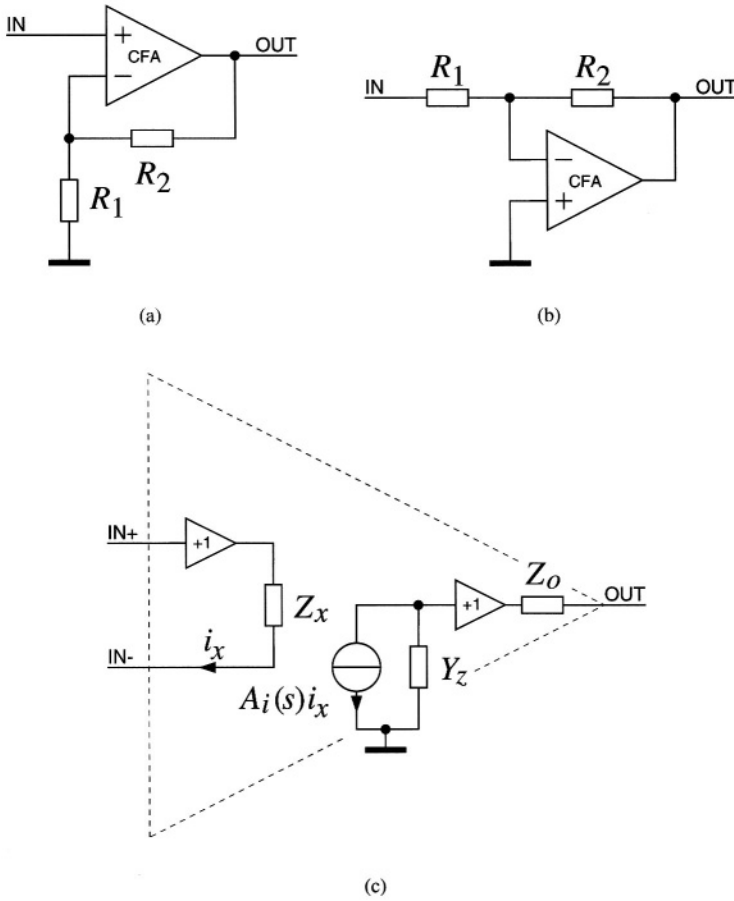 IN
+
CFA
−
OUT
R2
R1
(a)
IN
R1
R2
OUT
−
CFA
+
(b)
IN+
+1
Zx
ix
IN-
+1
Zo
OUT
Ai(s)ix
Yz
(c)